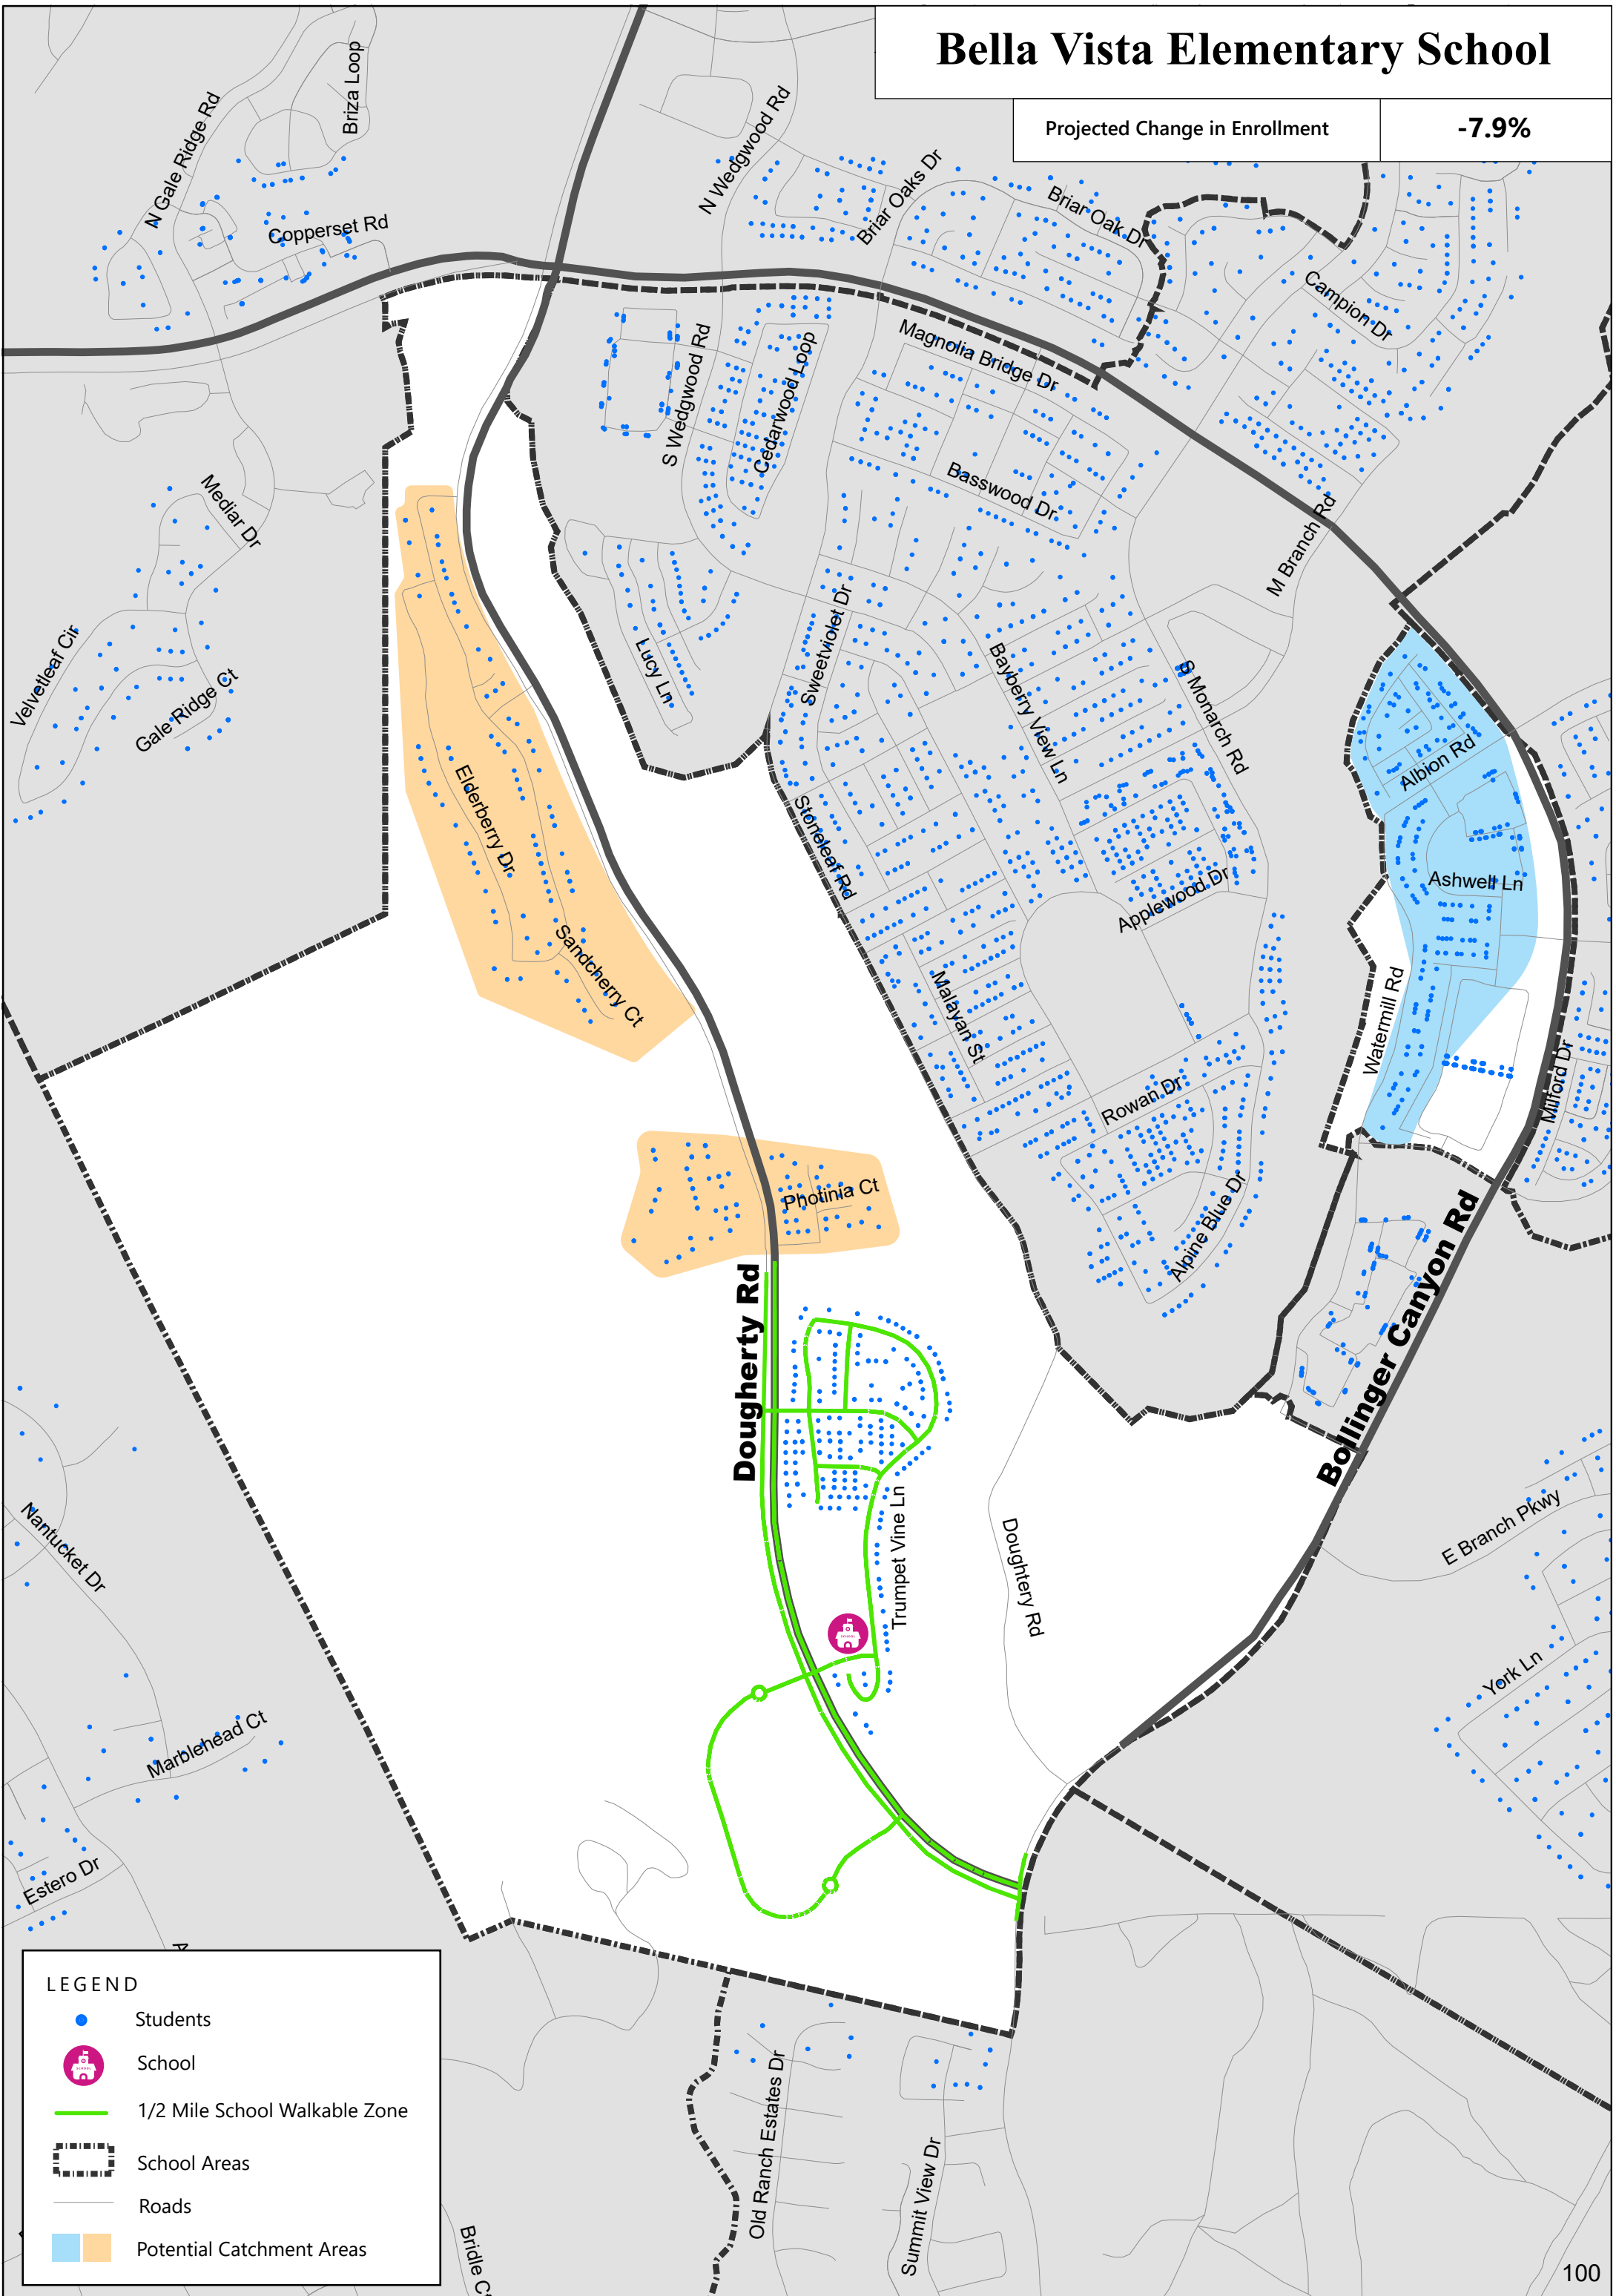 Bella Vista Elementary School
Projected Change in Enrollment
-7.9%
Briza Loop
N Gale Ridge Rd
Copperset Rd
N Wedgwood Rd
Briar Oaks Dr
Briar Oak Dr
Campion Dr
Magnolia Bridge Dr
S Wedgwood Rd
Cedarwood Loop
Basswood Dr
M Branch Rd
Mediar Dr
Velvetleaf Cir
Gale Ridge Ct
Lucy Ln
Sweetviolet Dr
Bayberry View Ln
S Monarch Rd
Albion Rd
Elderberry Dr
Stoneleaf Rd
Applewood Dr
Ashwell Ln
Sandcherry Ct
Malayan St
Watermill Rd
Milford Dr
Rowan Dr
Photinia Ct
Alpine Blue Dr
Dougherty Rd
Bollinger Canyon Rd
Trumpet Vine Ln
Doughtery Rd
E Branch Pkwy
Nantucket Dr
York Ln
Marblehead Ct
Estero Dr
A
LEGEND
Students
School
1/2 Mile School Walkable Zone
School Areas
Roads
Potential Catchment Areas
Old Ranch Estates Dr
Summit View Dr
Bridle C
100